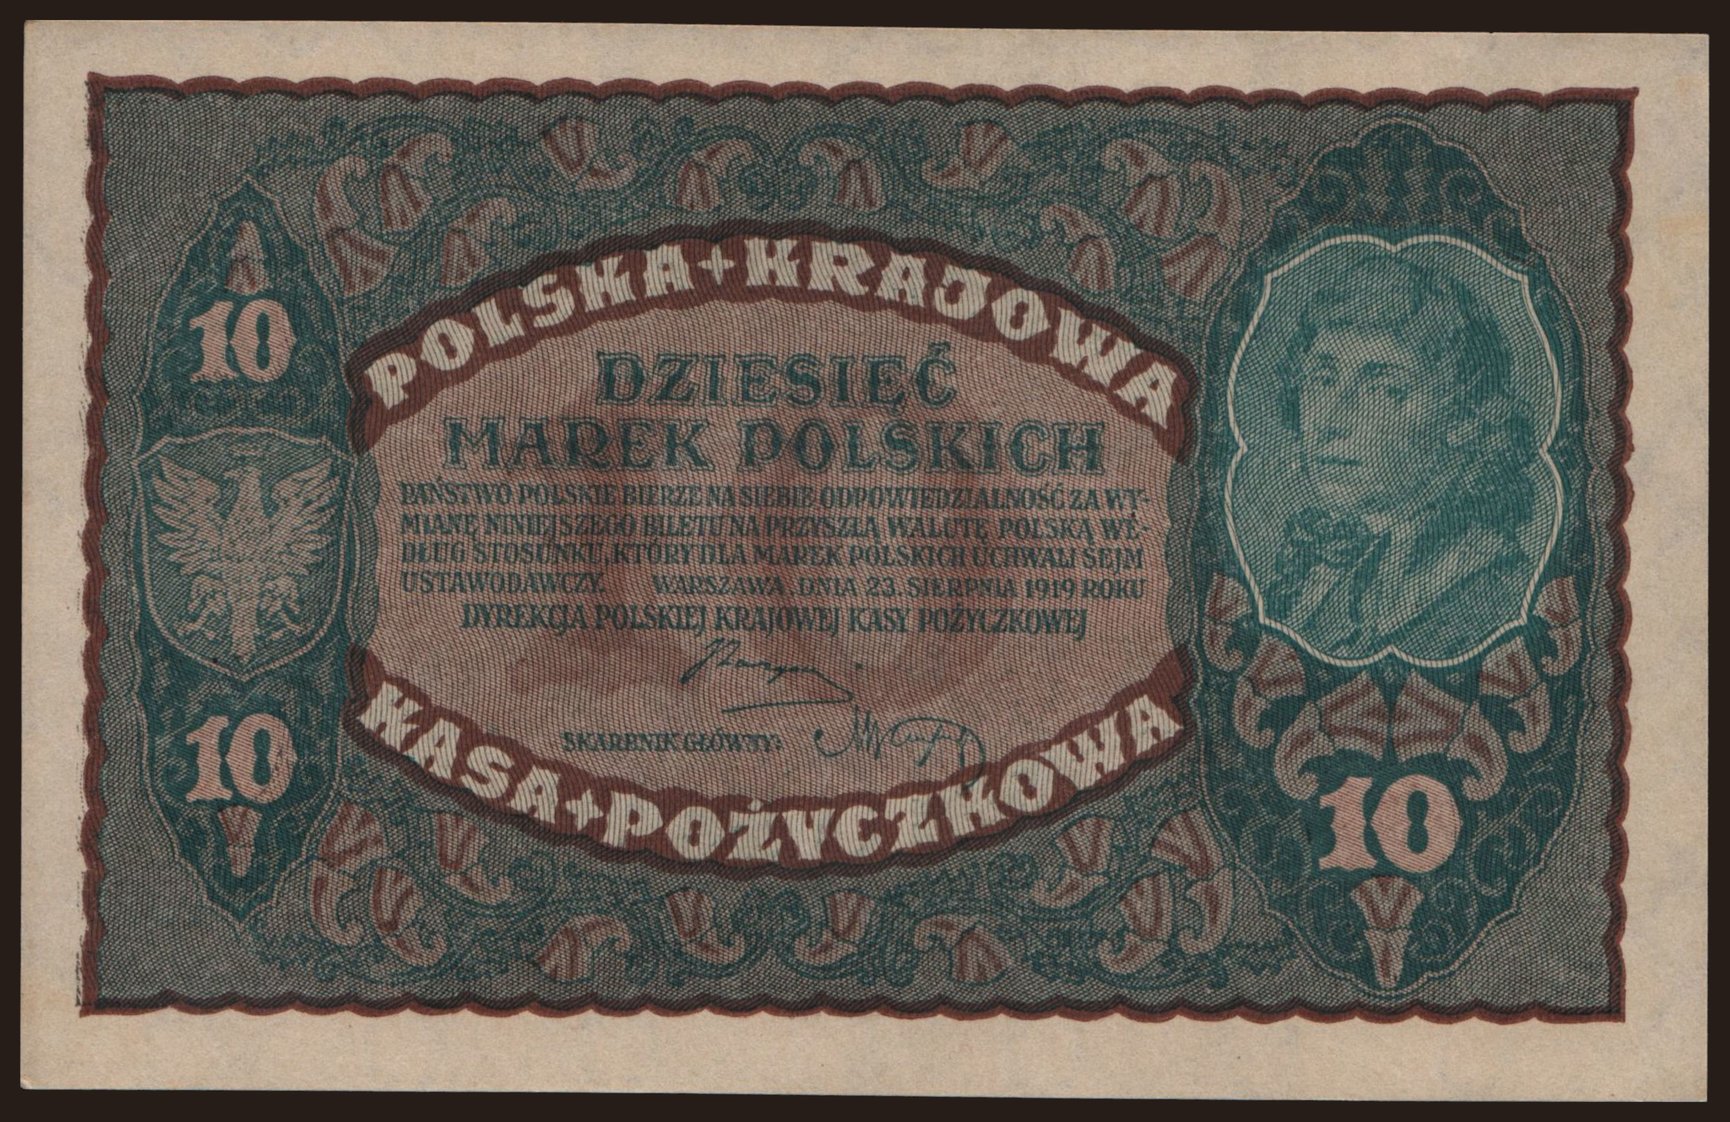 POLSKA + KRAJOWA
10
DZIESIĘĆ
MAREK POLSKICH
PAŃSTWO POLSKIE BIERZE NA SIEBIE ODPOWIEDZIALNOŚĆ ZA WY-
MIANĘ NINIEJSZEGO BILETU NA PRZYSZŁĄ WALUTĘ POLSKĄ WE-
DŁUG STOSUNKU, KTÓRY DLA MAREK POLSKICH UCHWALI SEJM
USTAWODAWCZY. WARSZAWA, DNIA 23. SIERPNIA 1919 ROKU
DYREKCJA POLSKIEJ KRAJOWEJ KASY POŻYCZKOWEJ
SKARBNIK GŁÓWNY:
10
KASA + POŻYCZKOWA
10